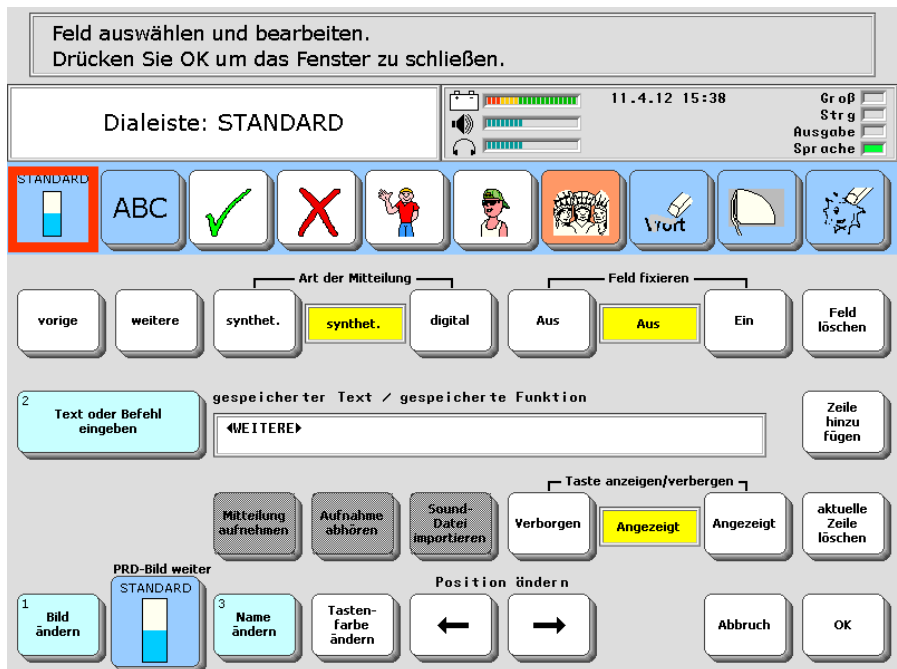 Feld auswählen und bearbeiten.
Drücken Sie OK um das Fenster zu schließen.
Dialeiste: STANDARD
11.4.12 15:38
Groß
Strg
Ausgabe
Sprache
STANDARD
ABC
Wort
Art der Mitteilung
Feld fixieren
vorige
weitere
synthet.
synthet.
digital
Aus
Aus
Ein
Feld
löschen
2
Text oder Befehl
eingeben
gespeicherter Text / gespeicherte Funktion
◂WEITERE▸
Zeile
hinzu
fügen
Taste anzeigen/verbergen
Mitteilung
aufnehmen
Aufnahme
abhören
Sound-
Datei
importieren
Verborgen
Angezeigt
Angezeigt
aktuelle
Zeile
löschen
PRD-Bild weiter
1
Bild
ändern
STANDARD
3
Name
ändern
Tasten-
farbe
ändern
Position ändern
Abbruch
OK